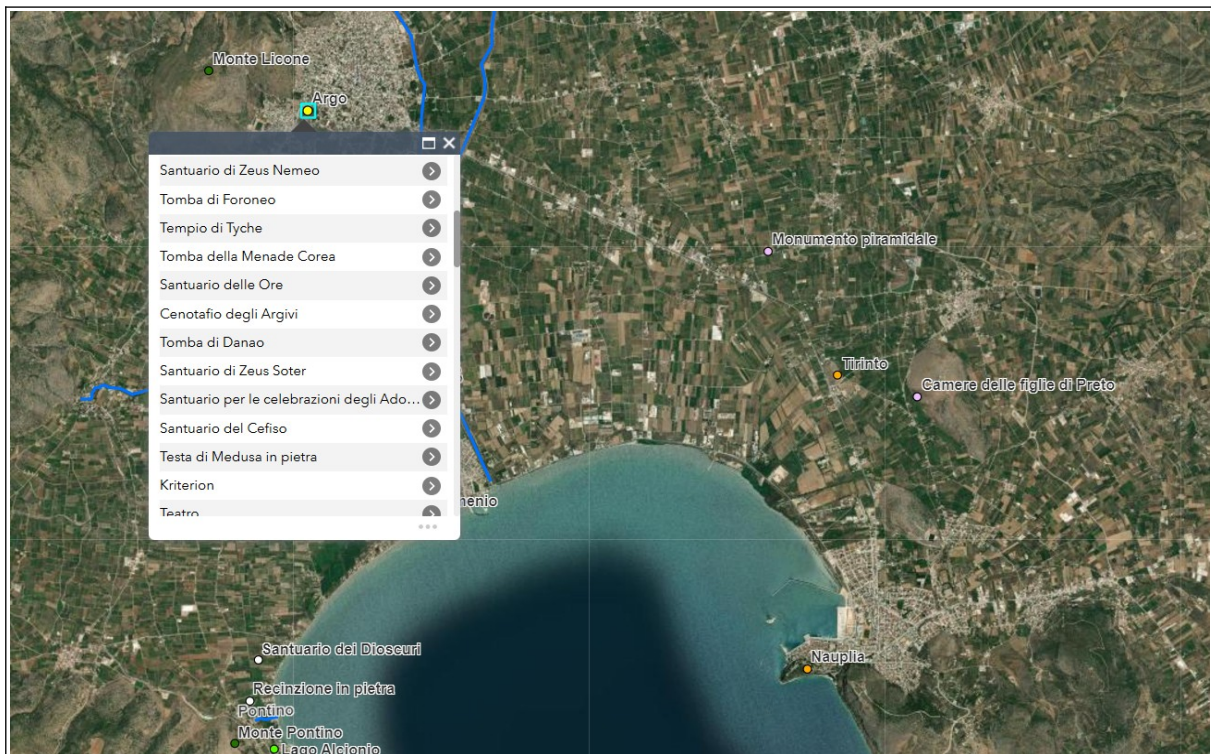 Monte Licone
Argo
Santuario di Zeus Nemeo
Tomba di Foroneo
Tempio di Tyche
Tomba della Menade Corea
Santuario delle Ore
Cenotafio degli Argivi
Tomba di Danao
Santuario di Zeus Soter
Santuario per le celebrazioni degli Ado...
Santuario del Cefiso
Testa di Medusa in pietra
Kriterion
Teatro
Monumento piramidale
Tirinto
Camere delle figlie di Preto
menio
Santuario dei Dioscuri
Nauplia
Recinzione in pietra
Pontino
Monte Pontino
Lago Alcionio